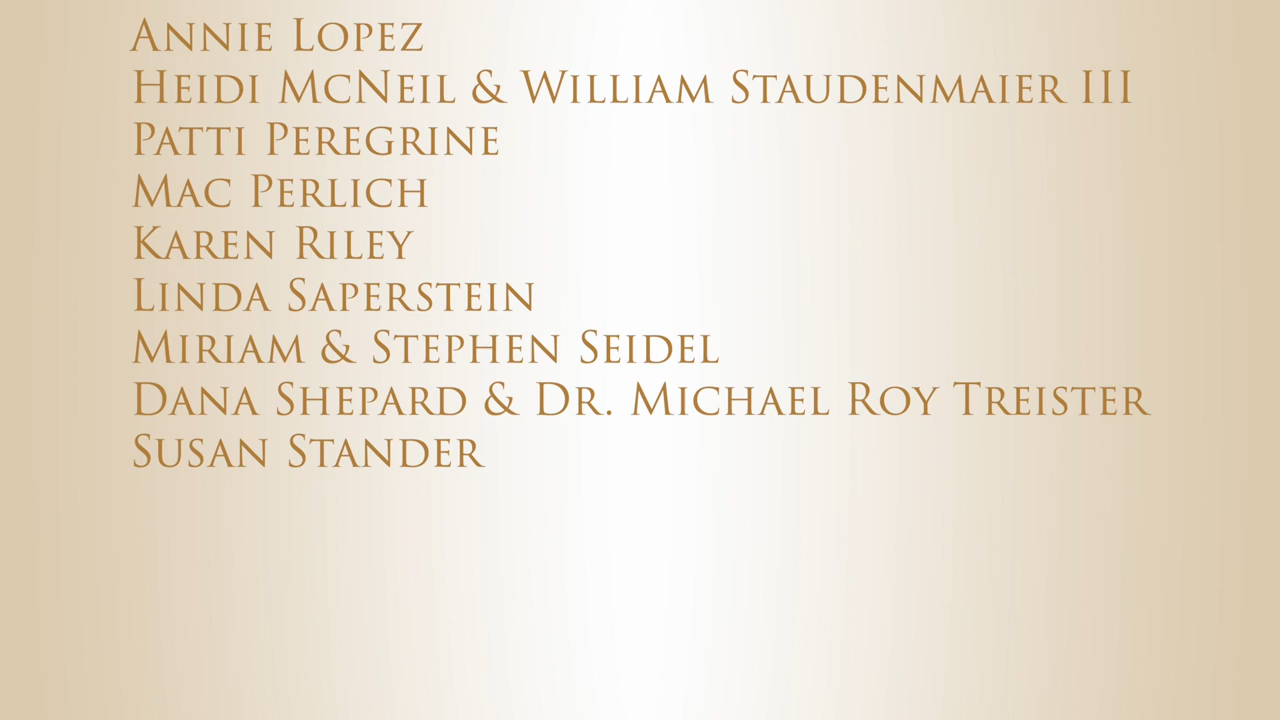 Annie Lopez
Heidi McNeil & William Staudenmaier III
Patti Peregrine
Mac Perlich
Karen Riley
Linda Saperstein
Miriam & Stephen Seidel
Dana Shepard & Dr. Michael Roy Treister
Susan Stander